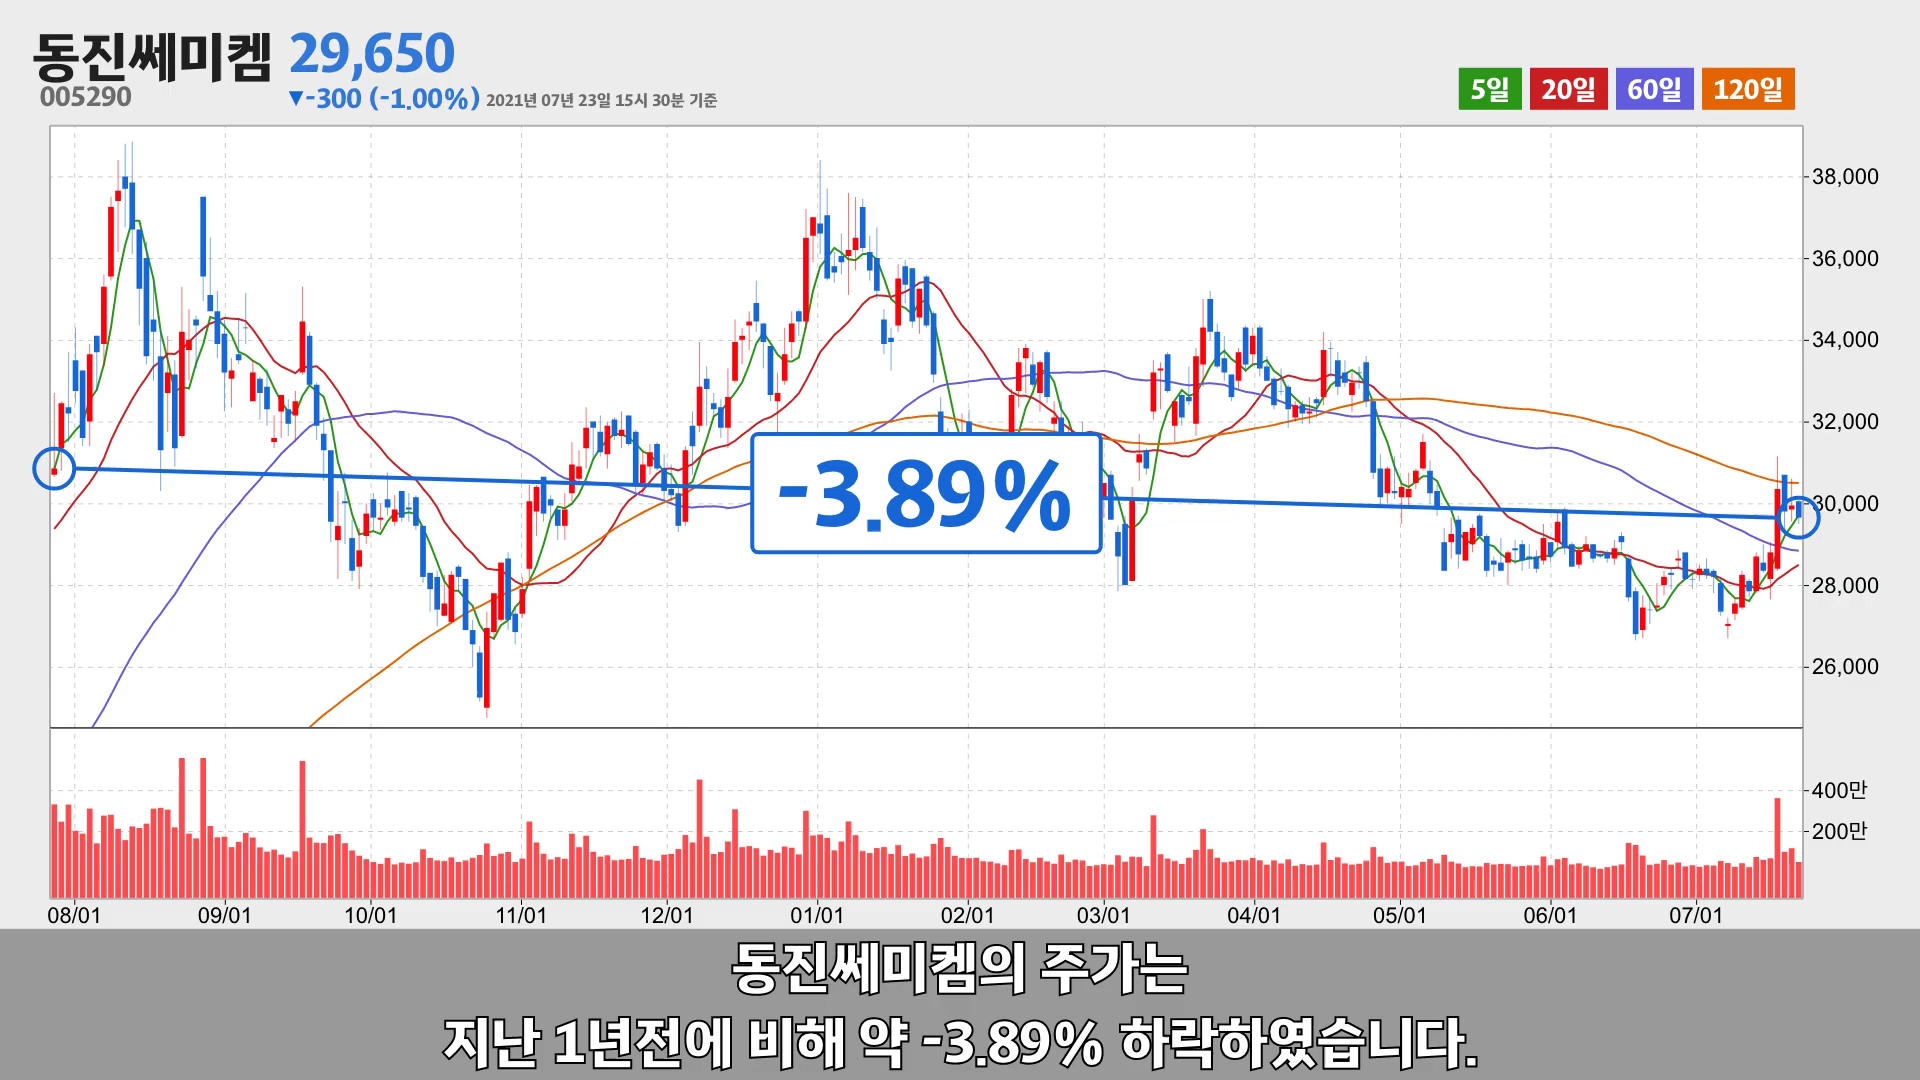 동진쎄미켐 29,650
005290
▼-300 (-1.00%) 2021년 07년 23일 15시 30분 기준
5일 20일 60일 120일
38,000
36,000
34,000
32,000
30,000
28,000
26,000
-3.89%
400만
200만
08/01 09/01 10/01 11/01 12/01 01/01 02/01 03/01 04/01 05/01 06/01 07/01
동진쎄미켐의 주가는
지난 1년전에 비해 약 -3.89% 하락하였습니다.